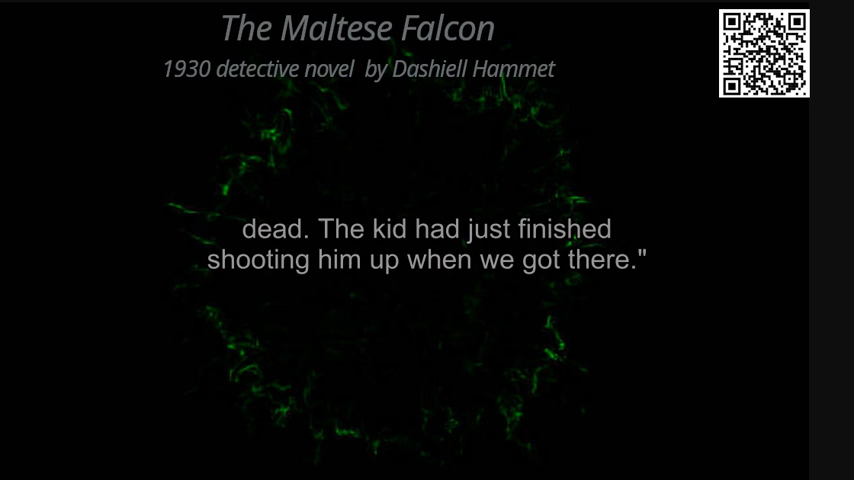 The Maltese Falcon
1930 detective novel by Dashiell Hammet
dead. The kid had just finished
shooting him up when we got there."